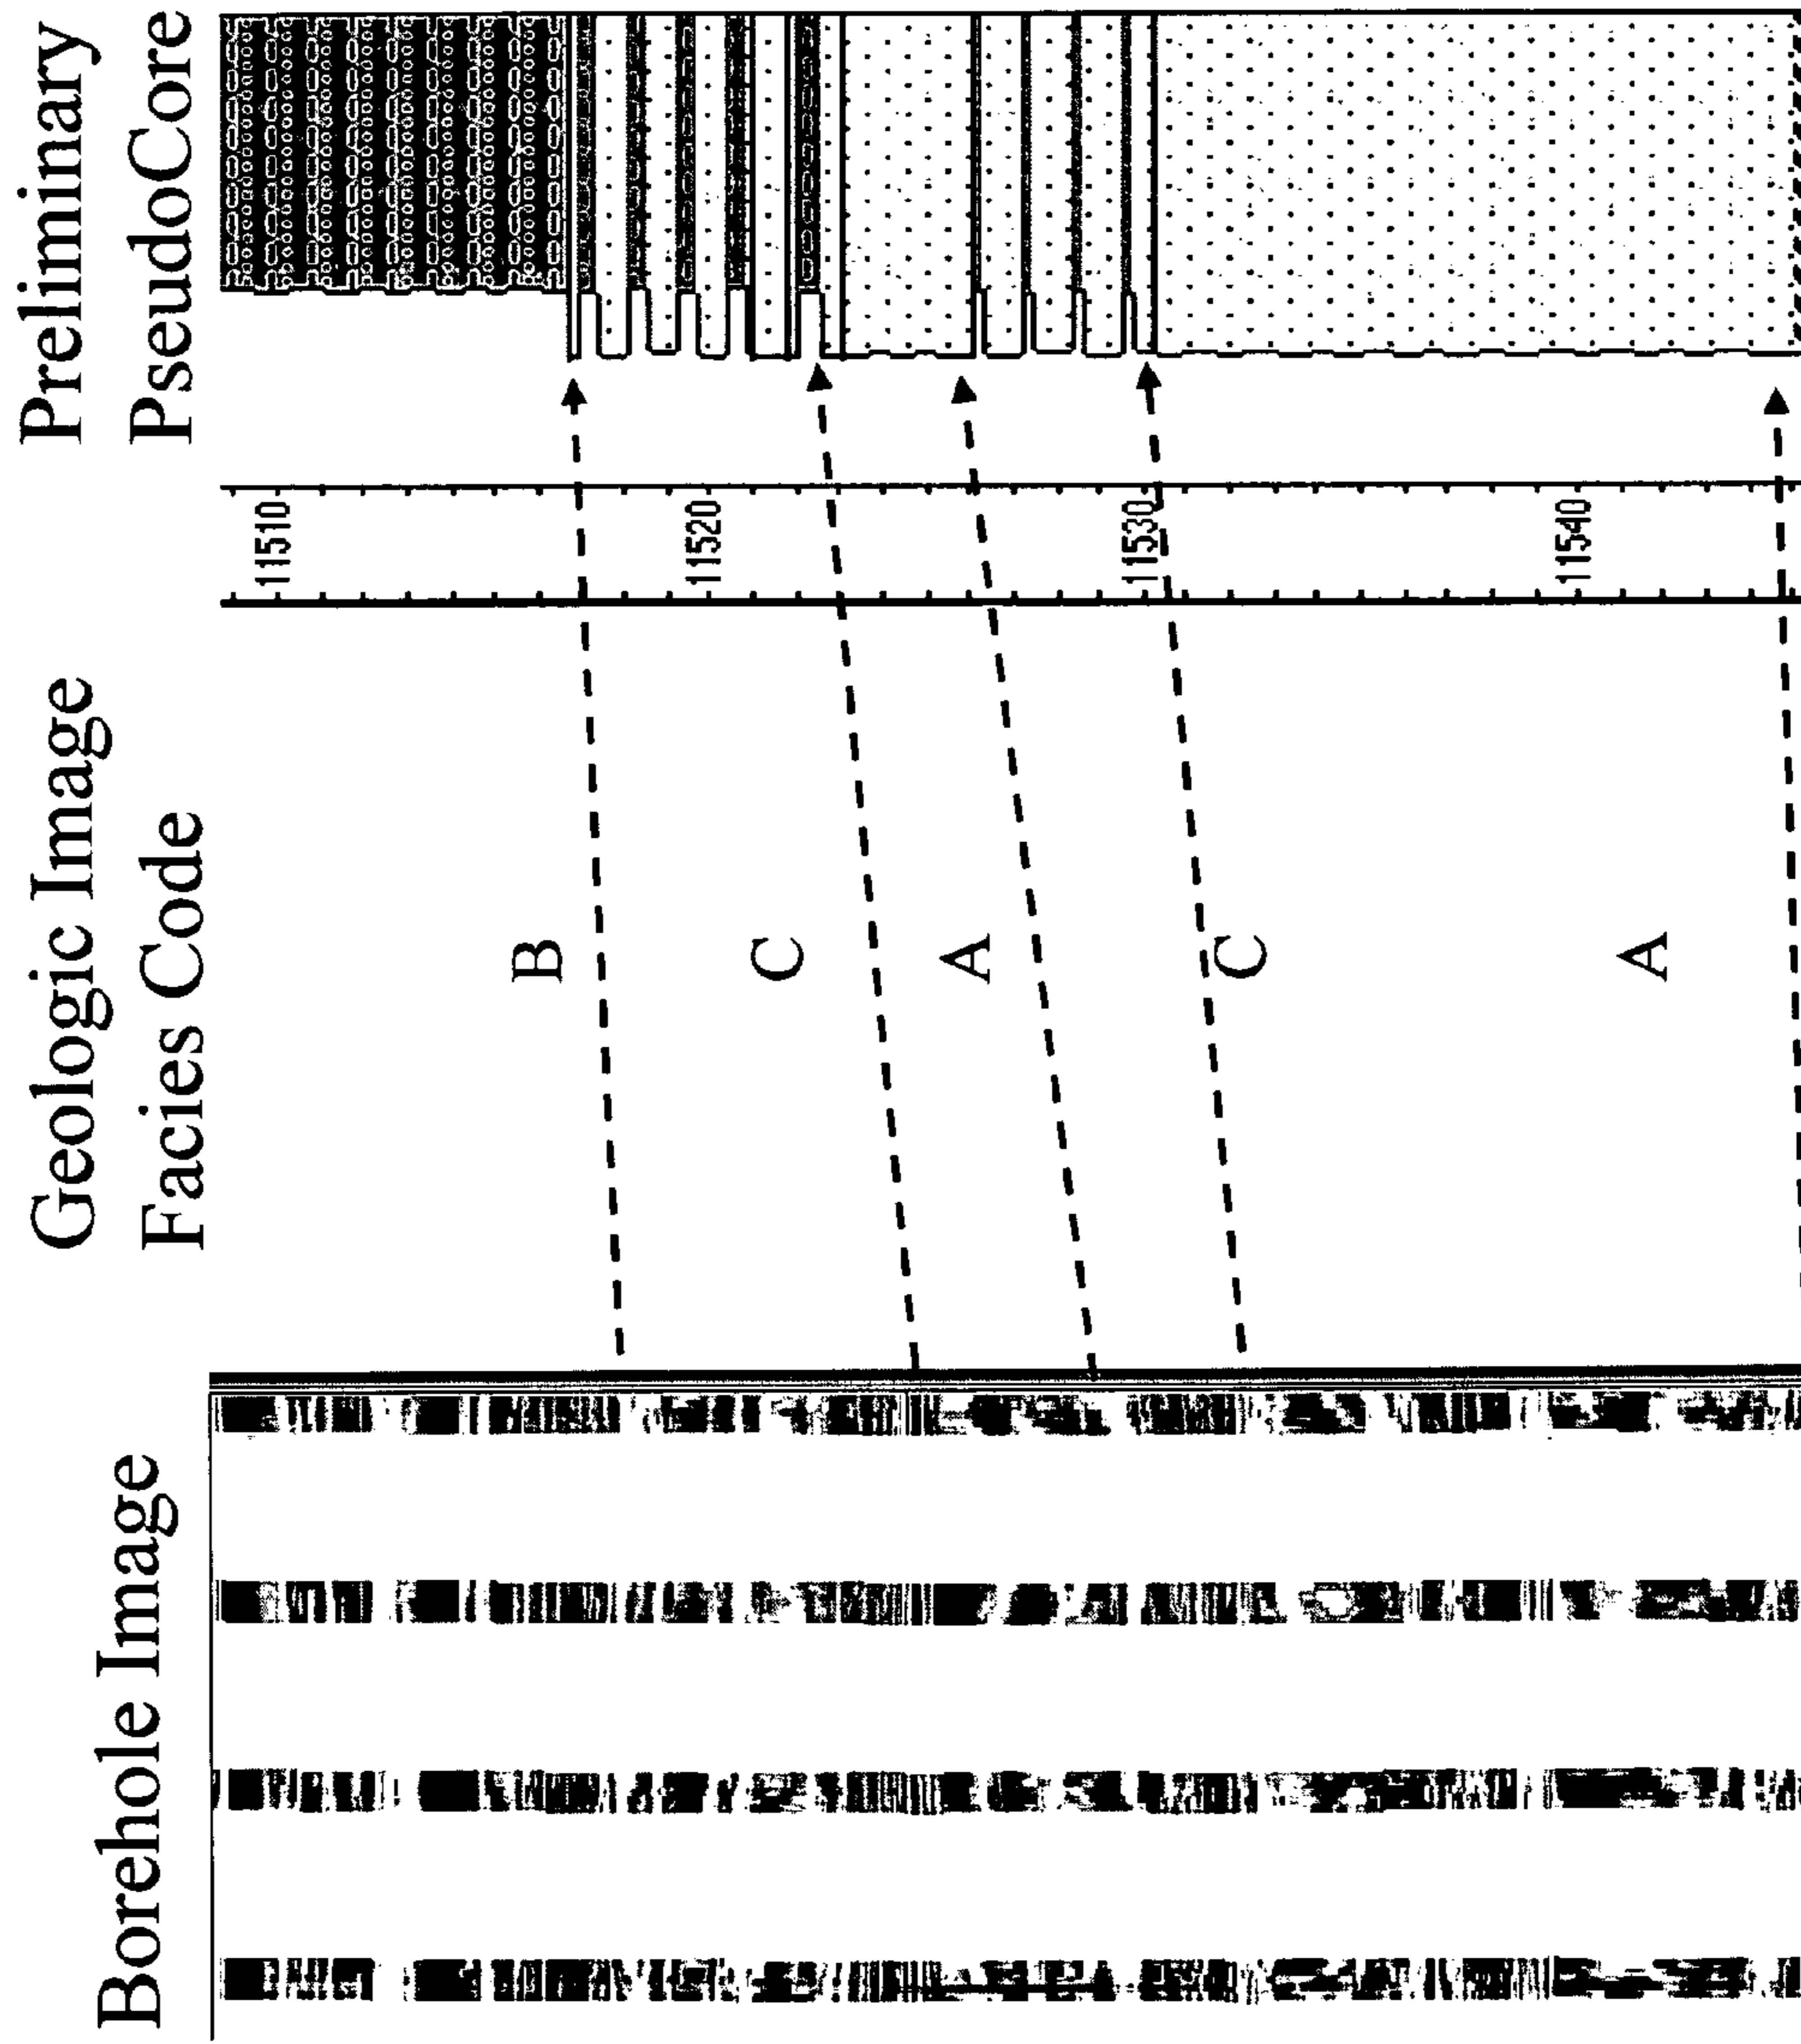 Borehole Image
Geologic Image
Facies Code
Preliminary
PseudoCore
B
C
A
C
A
11510
11520
11530
11540